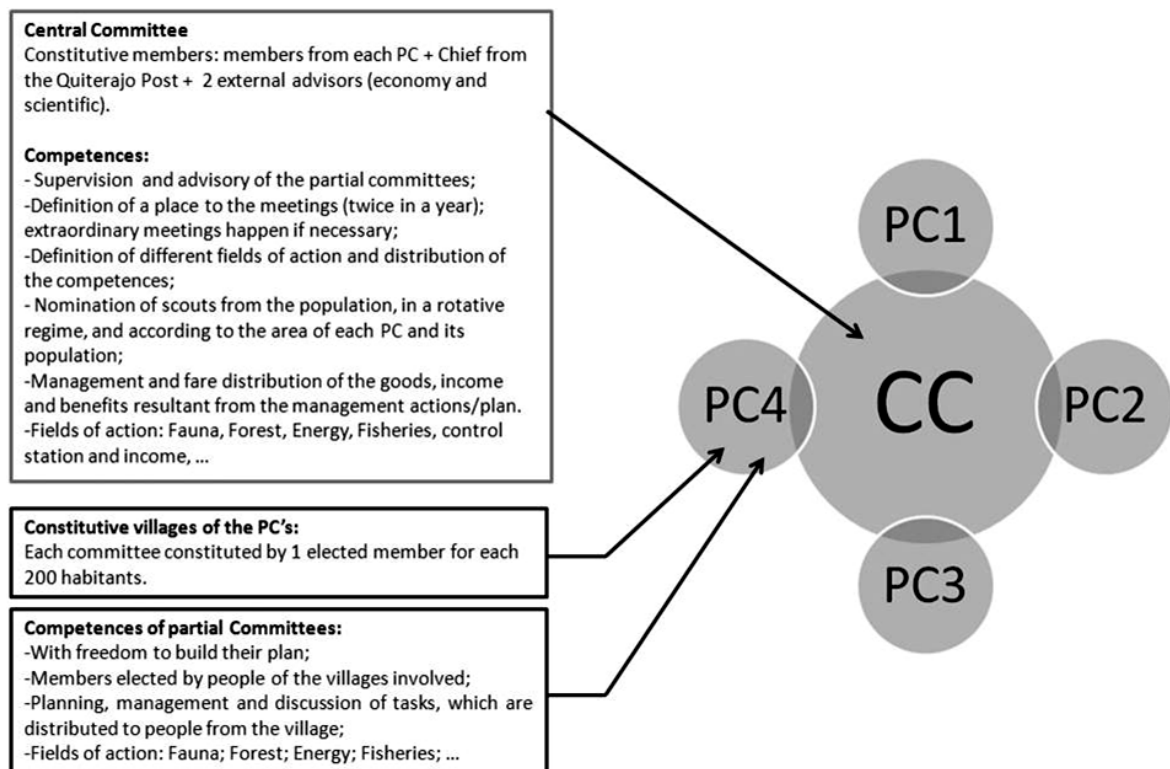 Central Committee
Constitutive members: members from each PC + Chief from
the Quiterajo Post + 2 external advisors (economy and
scientific).
Competences:
- Supervision and advisory of the partial committees;
-Definition of a place to the meetings (twice in a year);
extraordinary meetings happen if necessary;
-Definition of different fields of action and distribution of
the competences;
- Nomination of scouts from the population, in a rotative
regime, and according to the area of each PC and its
population;
-Management and fare distribution of the goods, income
and benefits resultant from the management actions/plan.
-Fields of action: Fauna, Forest, Energy, Fisheries, control
station and income, ...
Constitutive villages of the PC's:
Each committee constituted by 1 elected member for each
200 habitants.
Competences of partial Committees:
-With freedom to build their plan;
-Members elected by people of the villages involved;
-Planning, management and discussion of tasks, which are
distributed to people from the village;
-Fields of action: Fauna; Forest; Energy; Fisheries; ...
PC1
PC4
CC
PC2
PC3